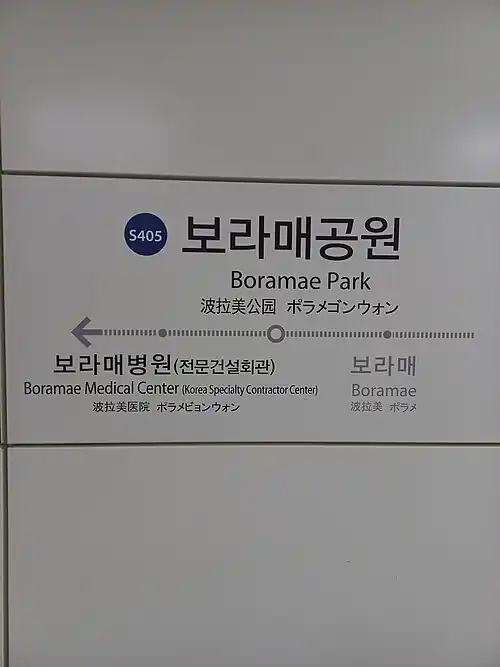 S405 보라매공원
Boramae Park
波拉美公园 ポラメゴンウォン
보라매병원(전문건설회관)
Boramae Medical Center (Korea Specialty Contractor Center)
波拉美医院 ポラメビョンウォン
보라매
Boramae
波拉美 ポラメ